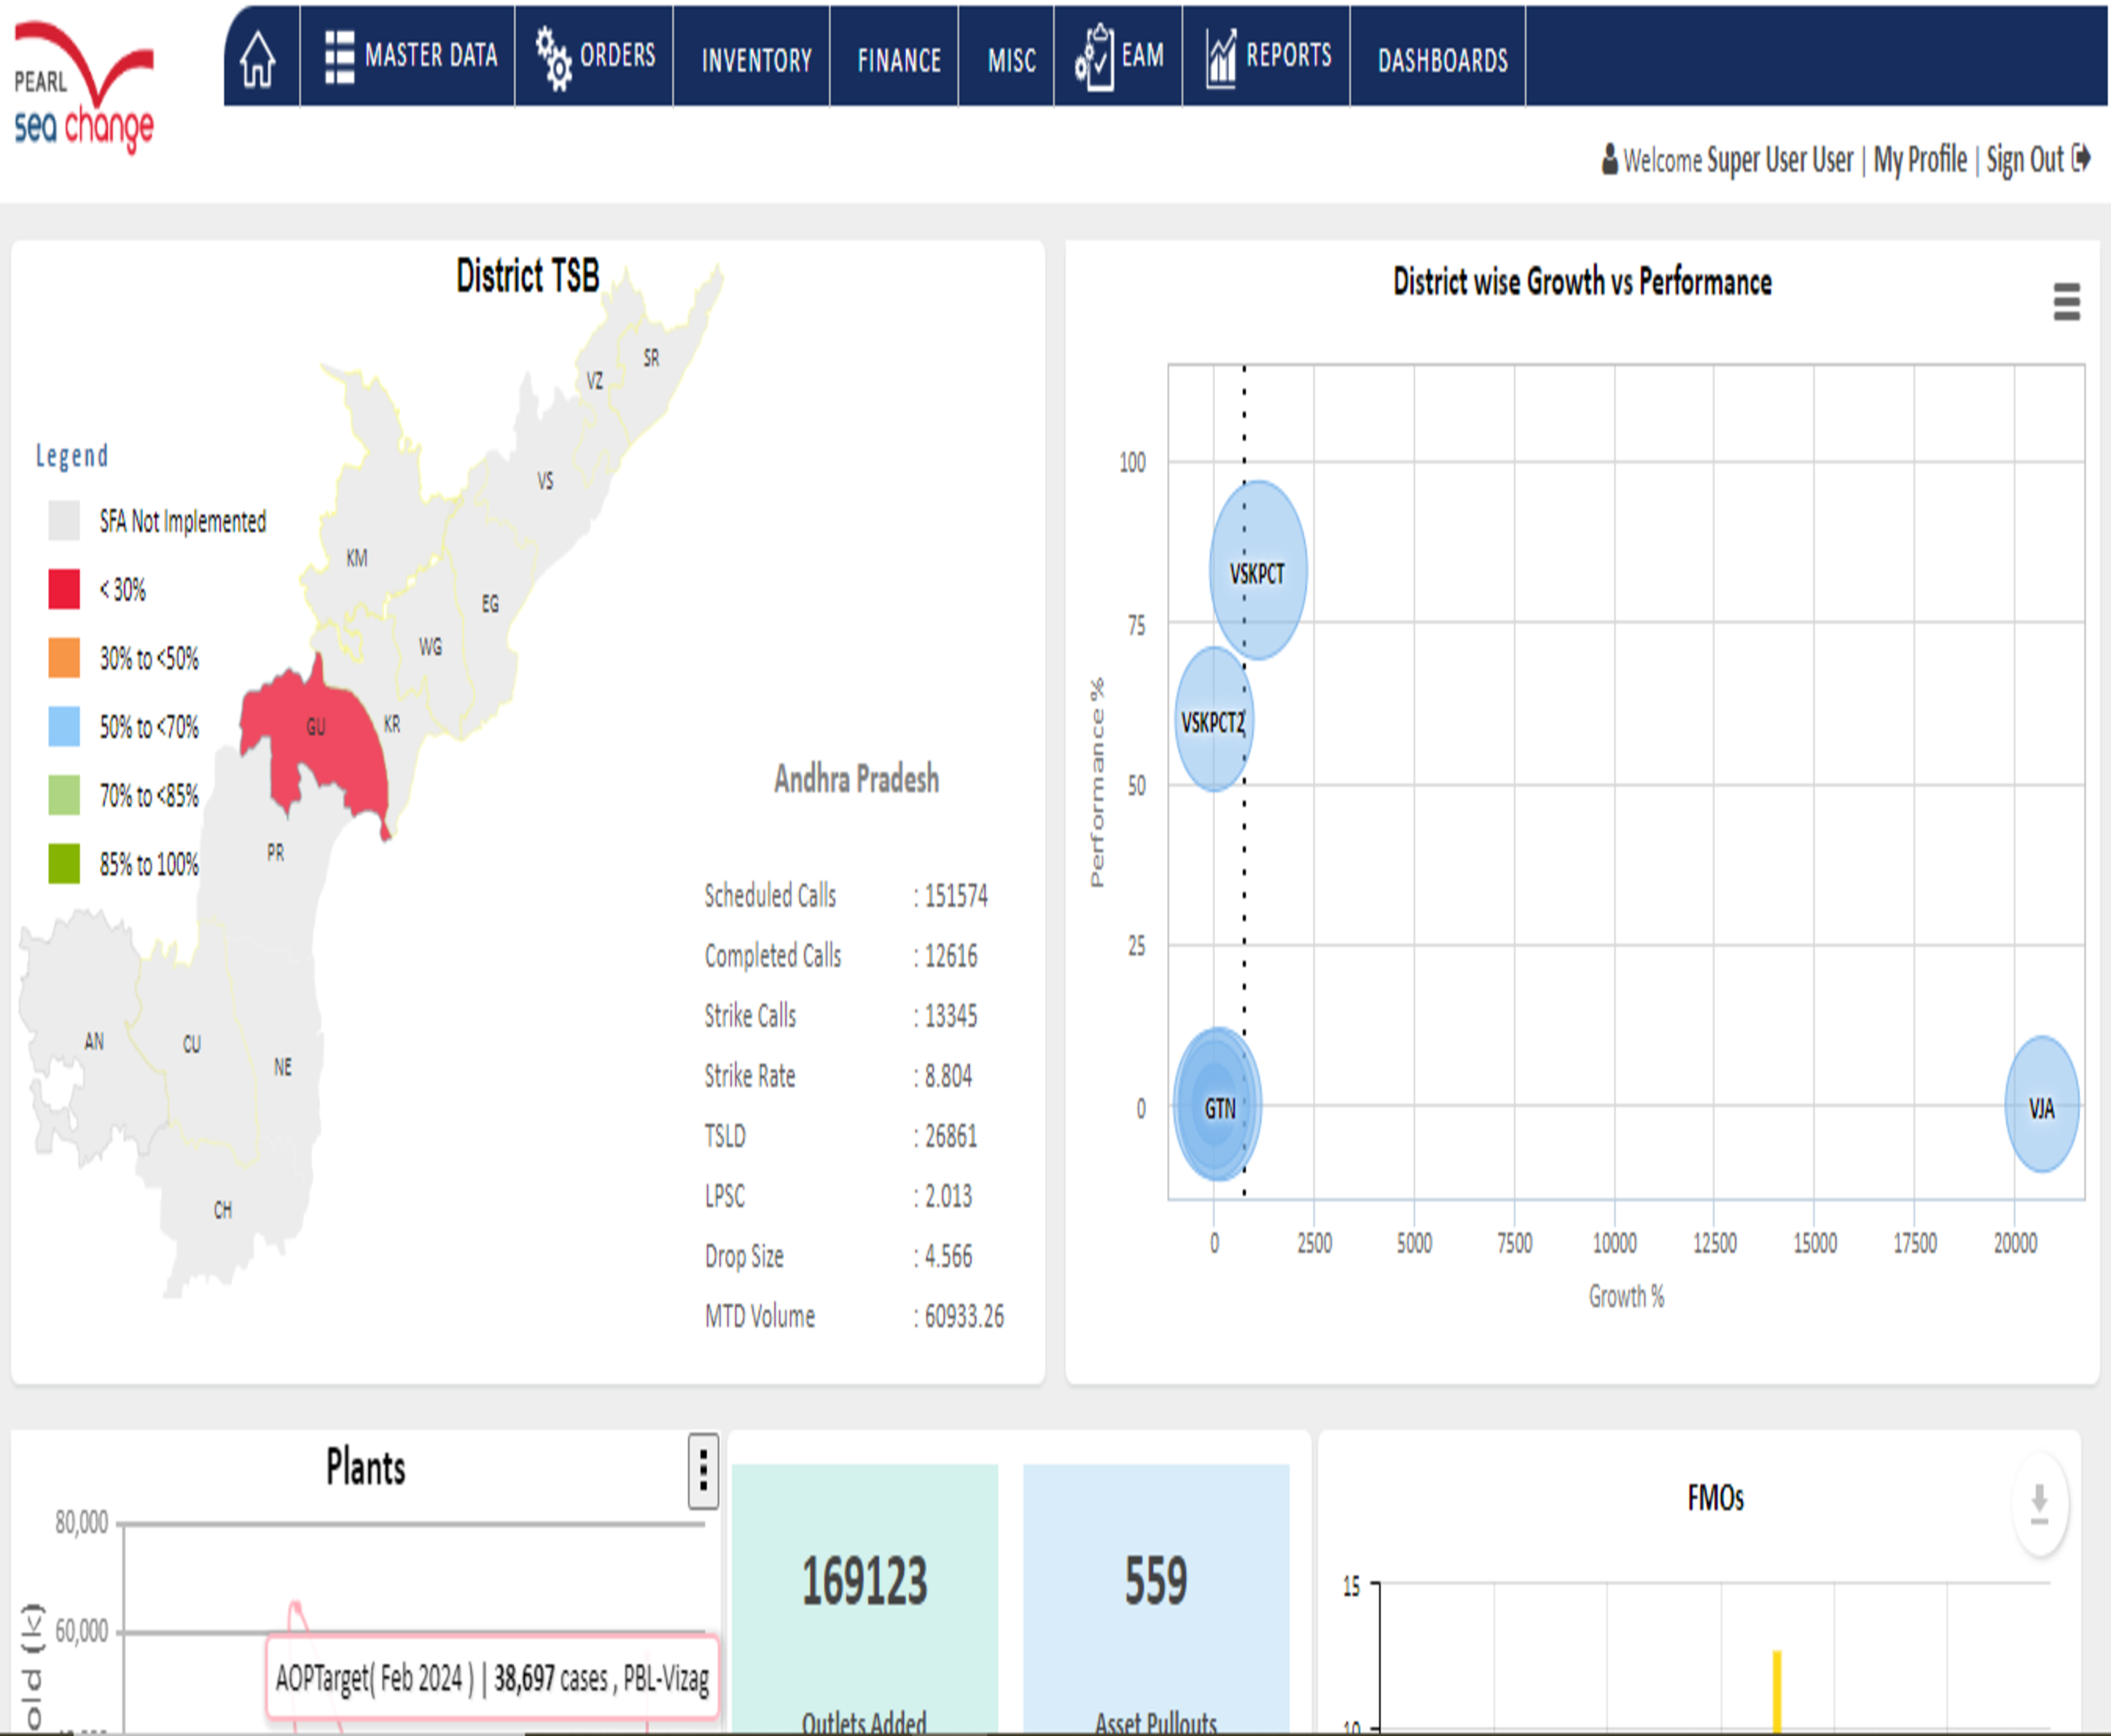 PEARL
sea change
MASTER DATA
ORDERS
INVENTORY
FINANCE
MISC
EAM
REPORTS
DASHBOARDS
Welcome Super User User | My Profile | Sign Out
District TSB
Legend
SFA Not Implemented
< 30%
30% to <50%
50% to <70%
70% to <85%
85% to 100%
SR
VZ
VS
KM
EG
WG
KR
GU
PR
AN
CU
NE
CH
Andhra Pradesh
Scheduled Calls : 151574
Completed Calls : 12616
Strike Calls : 13345
Strike Rate : 8.804
TSLD : 26861
LPSC : 2.013
Drop Size : 4.566
MTD Volume : 60933.26
District wise Growth vs Performance
Performance %
100
75
50
25
0
VSKPCT
VSKPCT2
GTN
VJA
0 2500 5000 7500 10000 12500 15000 17500 20000
Growth %
Plants
80,000
60,000
old (k)
AOPTarget( Feb 2024 ) | 38,697 cases , PBL-Vizag
169123
Outlets Added
559
Asset Pullouts
FMOs
15
10